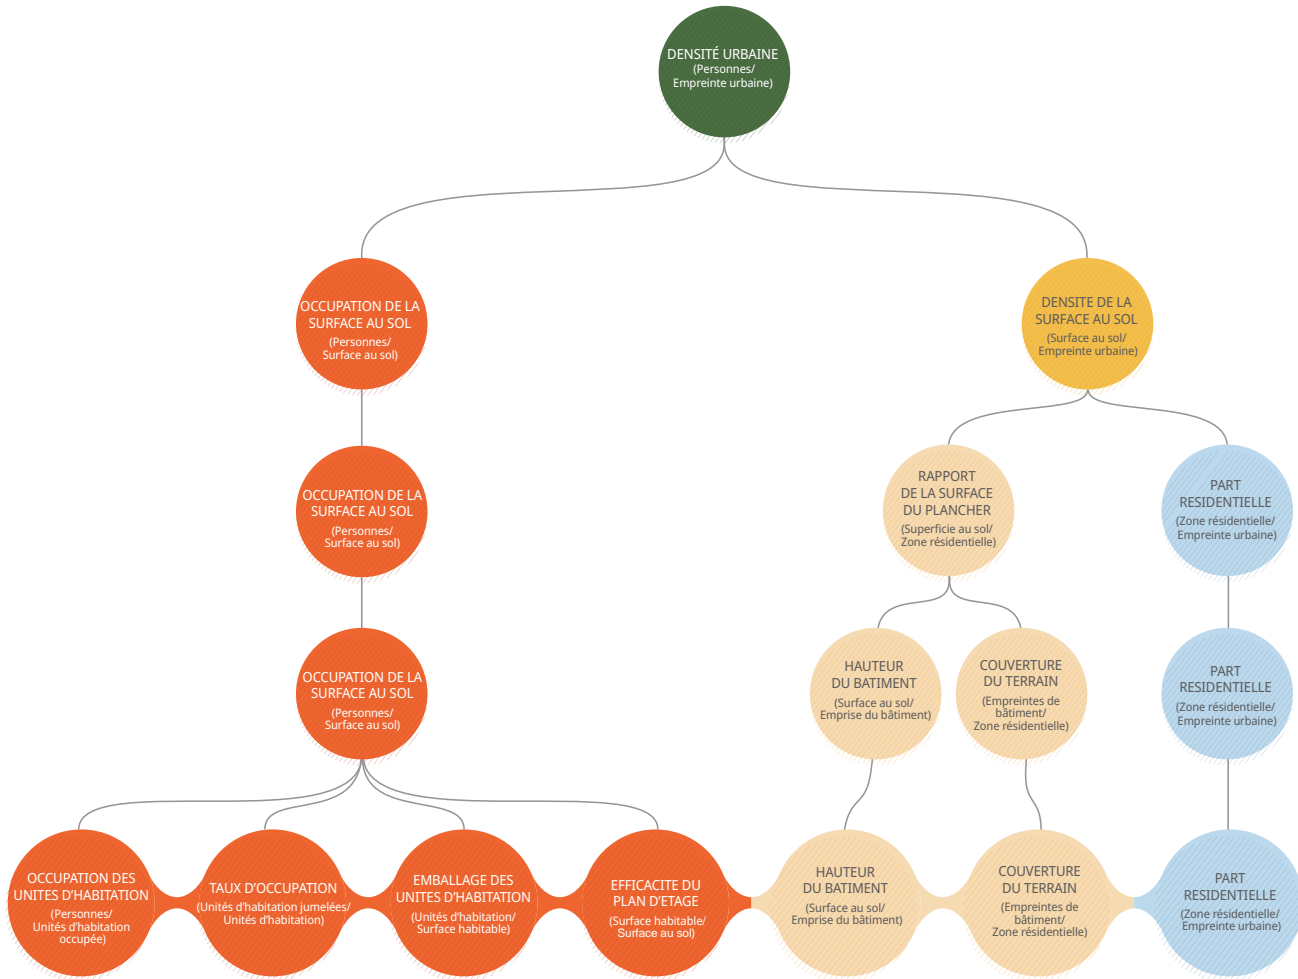 DENSITÉ URBAINE
(Personnes/
Empreinte urbaine)
OCCUPATION DE LA
SURFACE AU SOL
(Personnes/
Surface au sol)
DENSITE DE LA
SURFACE AU SOL
(Surface au sol/
Empreinte urbaine)
OCCUPATION DE LA
SURFACE AU SOL
(Personnes/
Surface au sol)
RAPPORT
DE LA SURFACE
DU PLANCHER
(Superficie au sol/
Zone résidentielle)
PART
RESIDENTIELLE
(Zone résidentielle/
Empreinte urbaine)
OCCUPATION DE LA
SURFACE AU SOL
(Personnes/
Surface au sol)
HAUTEUR
DU BATIMENT
(Surface au sol/
Emprise du bâtiment)
COUVERTURE
DU TERRAIN
(Empreintes de
bâtiment/
Zone résidentielle)
PART
RESIDENTIELLE
(Zone résidentielle/
Empreinte urbaine)
OCCUPATION DES
UNITES D'HABITATION
(Personnes/
Unités d'habitation
occupée)
TAUX D'OCCUPATION
(Unités d'habitation jumelées/
Unités d'habitation)
EMBALLAGE DES
UNITES D'HABITATION
(Unités d'habitation/
Surface habitable)
EFFICACITE DU
PLAN D'ETAGE
(Surface habitable/
Surface au sol)
HAUTEUR
DU BATIMENT
(Surface au sol/
Emprise du bâtiment)
COUVERTURE
DU TERRAIN
(Empreintes de
bâtiment/
Zone résidentielle)
PART
RESIDENTIELLE
(Zone résidentielle/
Empreinte urbaine)